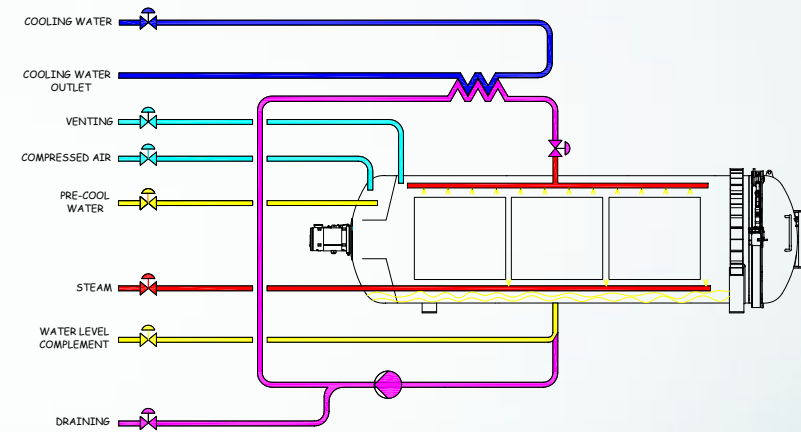 COOLING WATER
COOLING WATER
OUTLET
VENTING
COMPRESSED AIR
PRE-COOL
WATER
STEAM
WATER LEVEL
COMPLEMENT
DRAINING